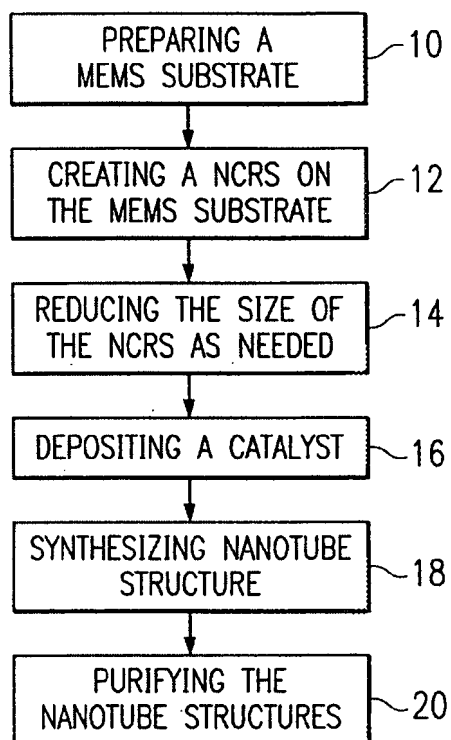 PREPARING A
MEMS SUBSTRATE
10
CREATING A NCRS ON
THE MEMS SUBSTRATE
12
REDUCING THE SIZE OF
THE NCRS AS NEEDED
14
DEPOSITING A CATALYST
16
SYNTHESIZING NANOTUBE
STRUCTURE
18
PURIFYING THE
NANOTUBE STRUCTURES
20